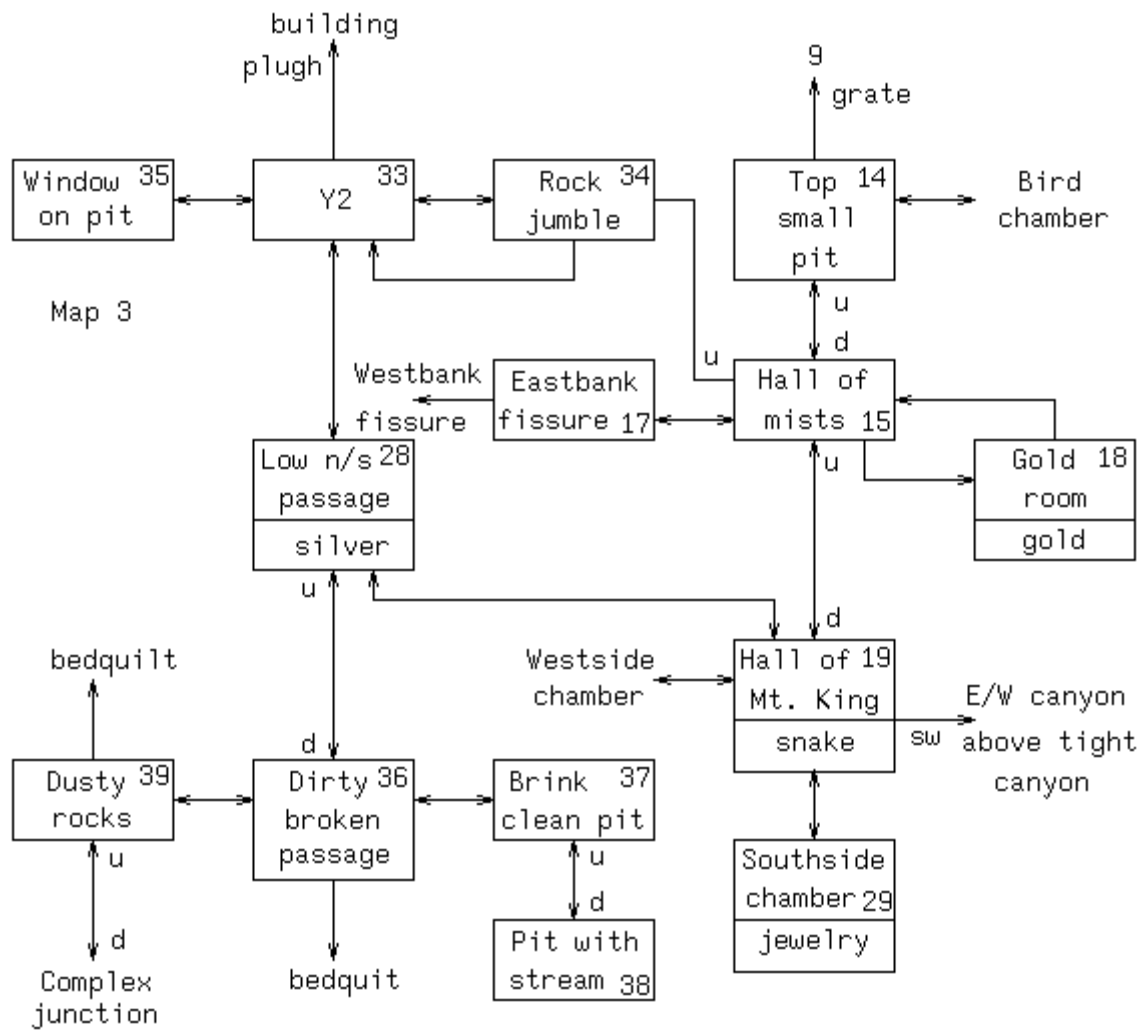 building
plugh
9
grate
Window 35
on pit
33
Y2
Rock 34
jumble
Top 14
small
pit
Bird
chamber
Map 3
u
d
u
Westbank
fissure
Eastbank
fissure 17
Hall of
mists 15
u
Low n/s 28
passage
silver
Gold 18
room
gold
u
d
bedquilt
Westside
chamber
Hall of 19
Mt. King
snake
sw
E/W canyon
above tight
canyon
d
Dusty 39
rocks
Dirty 36
broken
passage
Brink 37
clean pit
u
u
d
d
Southside
chamber 29
jewelry
Complex
junction
bedquit
Pit with
stream 38